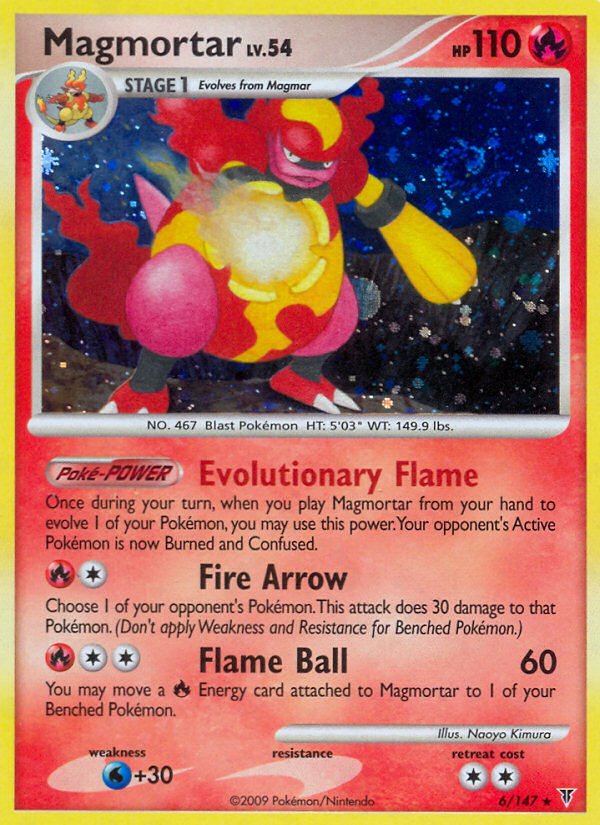 Magmortar LV.54 HP 110
STAGE 1 Evolves from Magmar
NO. 467 Blast Pokémon HT: 5'03" WT: 149.9 lbs.
Poké-POWER Evolutionary Flame
Once during your turn, when you play Magmortar from your hand to
evolve 1 of your Pokémon, you may use this power.Your opponent's Active
Pokémon is now Burned and Confused.
Fire Arrow
Choose 1 of your opponent's Pokémon.This attack does 30 damage to that
Pokémon. (Don't apply Weakness and Resistance for Benched Pokémon.)
Flame Ball 60
You may move a Energy card attached to Magmortar to 1 of your
Benched Pokémon.
Illus. Naoyo Kimura
weakness resistance retreat cost
+30
©2009 Pokémon/Nintendo 6/147 ★